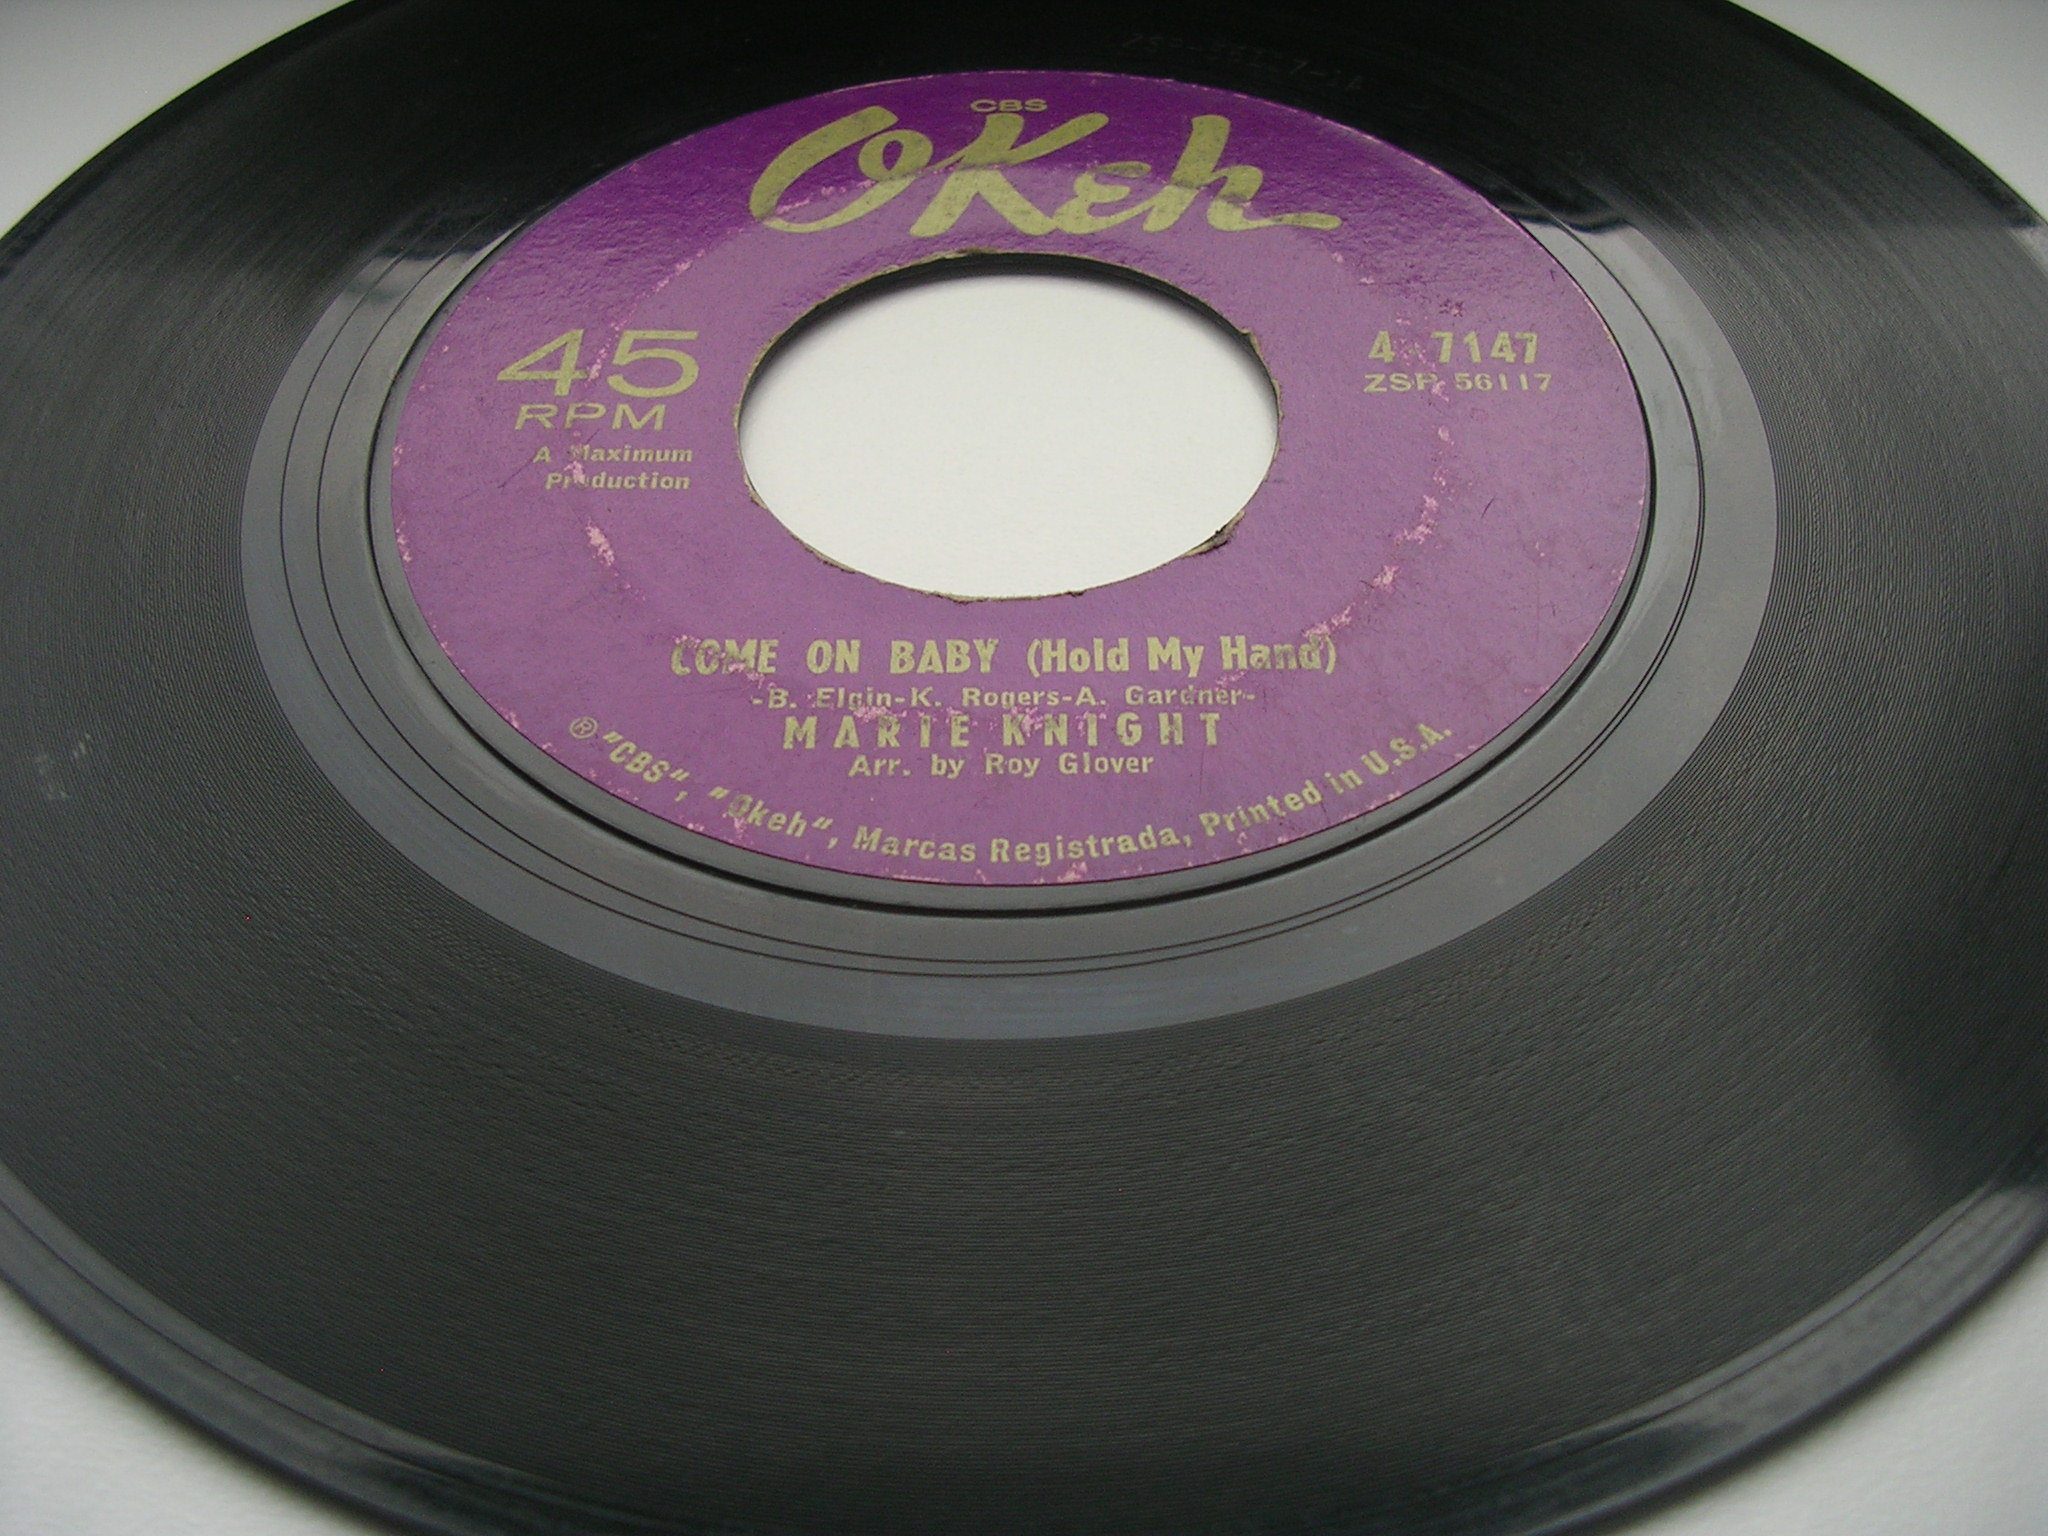 CBS
OKeh
45
RPM
A Maximum
Production
4-7147
ZSP 56117
COME ON BABY (Hold My Hand)
-B. Elgin-K. Rogers-A. Gardner-
MARIE KNIGHT
Arr. by Roy Glover
® "CBS", "Okeh", Marcas Registrada, Printed in U.S.A.